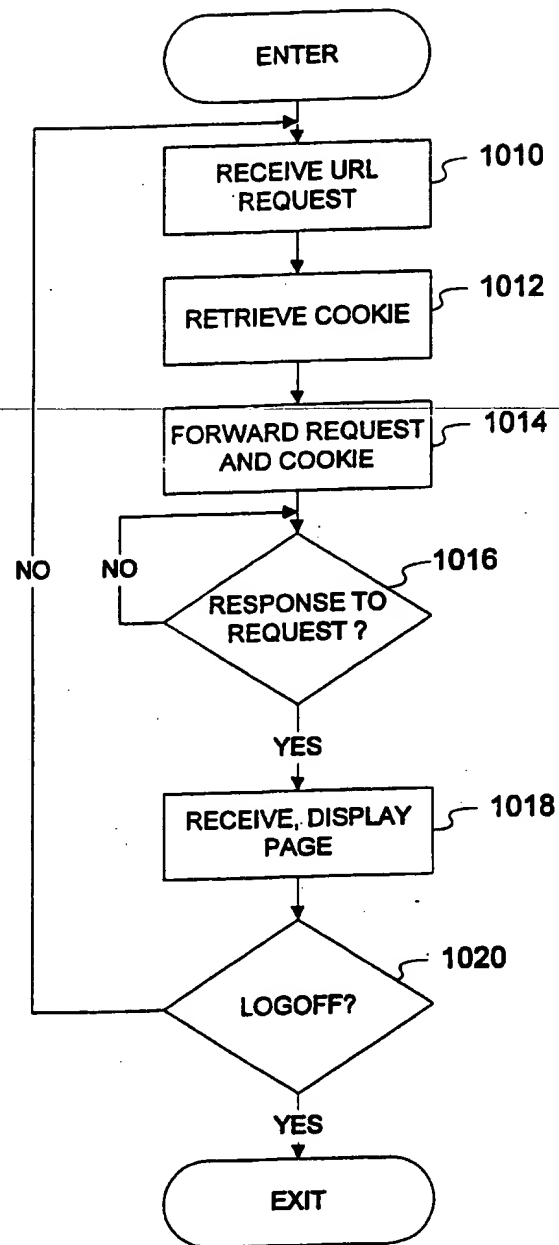 ENTER
RECEIVE URL
REQUEST
1010
RETRIEVE COOKIE
1012
FORWARD REQUEST
AND COOKIE
1014
NO
NO
RESPONSE TO
REQUEST ?
1016
YES
RECEIVE, DISPLAY
PAGE
1018
LOGOFF?
1020
YES
EXIT